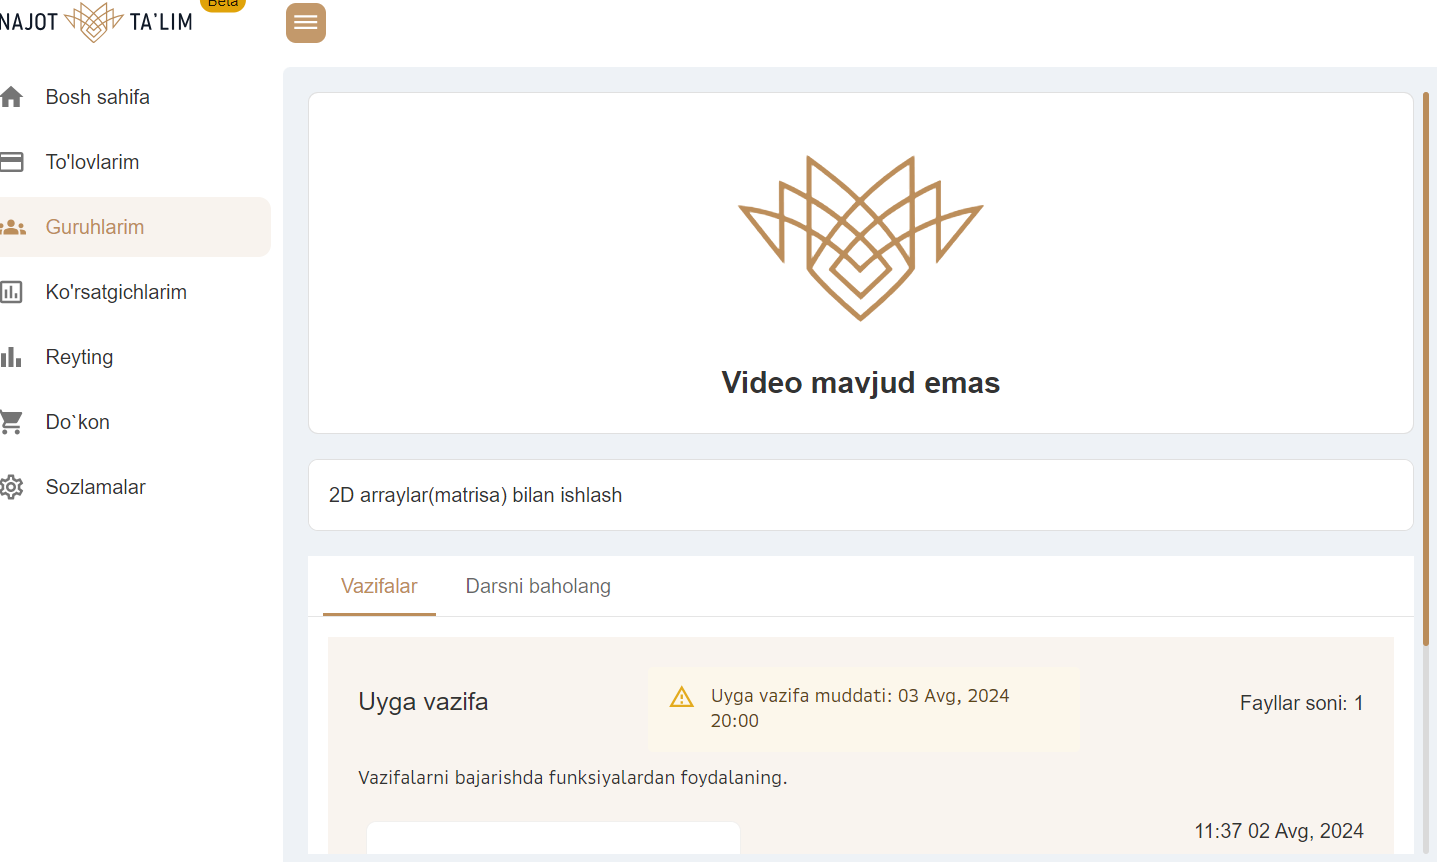 NAJOT TA'LIM
Beta
Bosh sahifa
To'lovlarim
Guruhlarim
Ko'rsatgichlarim
Reyting
Do`kon
Sozlamalar
Video mavjud emas
2D arraylar(matrisa) bilan ishlash
Vazifalar
Darsni baholang
Uyga vazifa
Uyga vazifa muddati: 03 Avg, 2024
20:00
Fayllar soni: 1
Vazifalarni bajarishda funksiyalardan foydalaning.
11:37 02 Avg, 2024